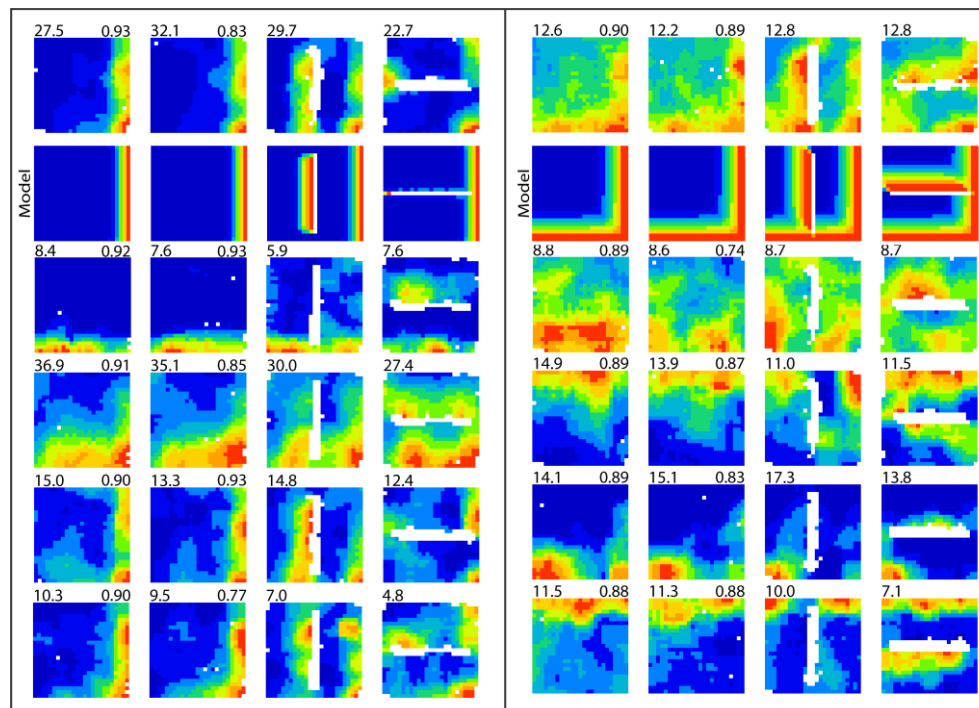 27.5 0.93 32.1 0.83 29.7 22.7
Model
8.4 0.92 7.6 0.93 5.9 7.6
36.9 0.91 35.1 0.85 30.0 27.4
15.0 0.90 13.3 0.93 14.8 12.4
10.3 0.90 9.5 0.77 7.0 4.8
12.6 0.90 12.2 0.89 12.8 12.8
Model
8.8 0.89 8.6 0.74 8.7 8.7
14.9 0.89 13.9 0.87 11.0 11.5
14.1 0.89 15.1 0.83 17.3 13.8
11.5 0.88 11.3 0.88 10.0 7.1